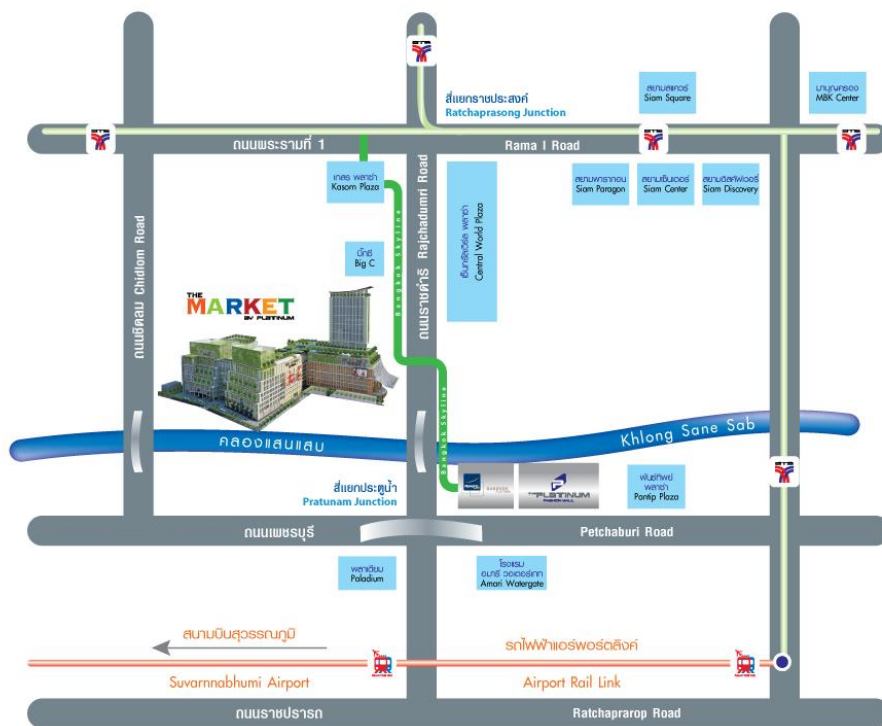 สี่แยกราชประสงค์
Ratchaprasong Junction
สยามสแควร์
Siam Square
มาบุญครอง
MBK Center
ถนนพระรามที่ 1
Rama I Road
เกสร พลาซ่า
Kasorn Plaza
สยามพารากอน
Siam Paragon
สยามเซ็นเตอร์
Siam Center
สยามดิสคัฟเวอรี่
Siam Discovery
ถนนชิดลม Chidlom Road
ถนนราชดำริ Rajchadumri Road
เซ็นทรัลเวิร์ล พลาซ่า
Central World Plaza
บิ๊กซี
Big C
Bangkok Skyline
THE
MARKET
BY PLATINUM
Bangkok Skyline
คลองแสนแสบ
Khlong Sane Sab
สี่แยกประตูน้ำ
Pratunam Junction
THE PLATINUM
FASHION MALL
พันธ์ทิพย์
พลาซ่า
Pantip Plaza
ถนนเพชรบุรี
Petchaburi Road
พลาเดียม
Paladium
โรงแรม
อมารี วอเตอร์เกท
Amari Watergate
สนามบินสุวรรณภูมิ
รถไฟฟ้าแอร์พอร์ตลิงค์
Suvarnnabhumi Airport
Airport Rail Link
ถนนราชปรารถ
Ratchaprarop Road